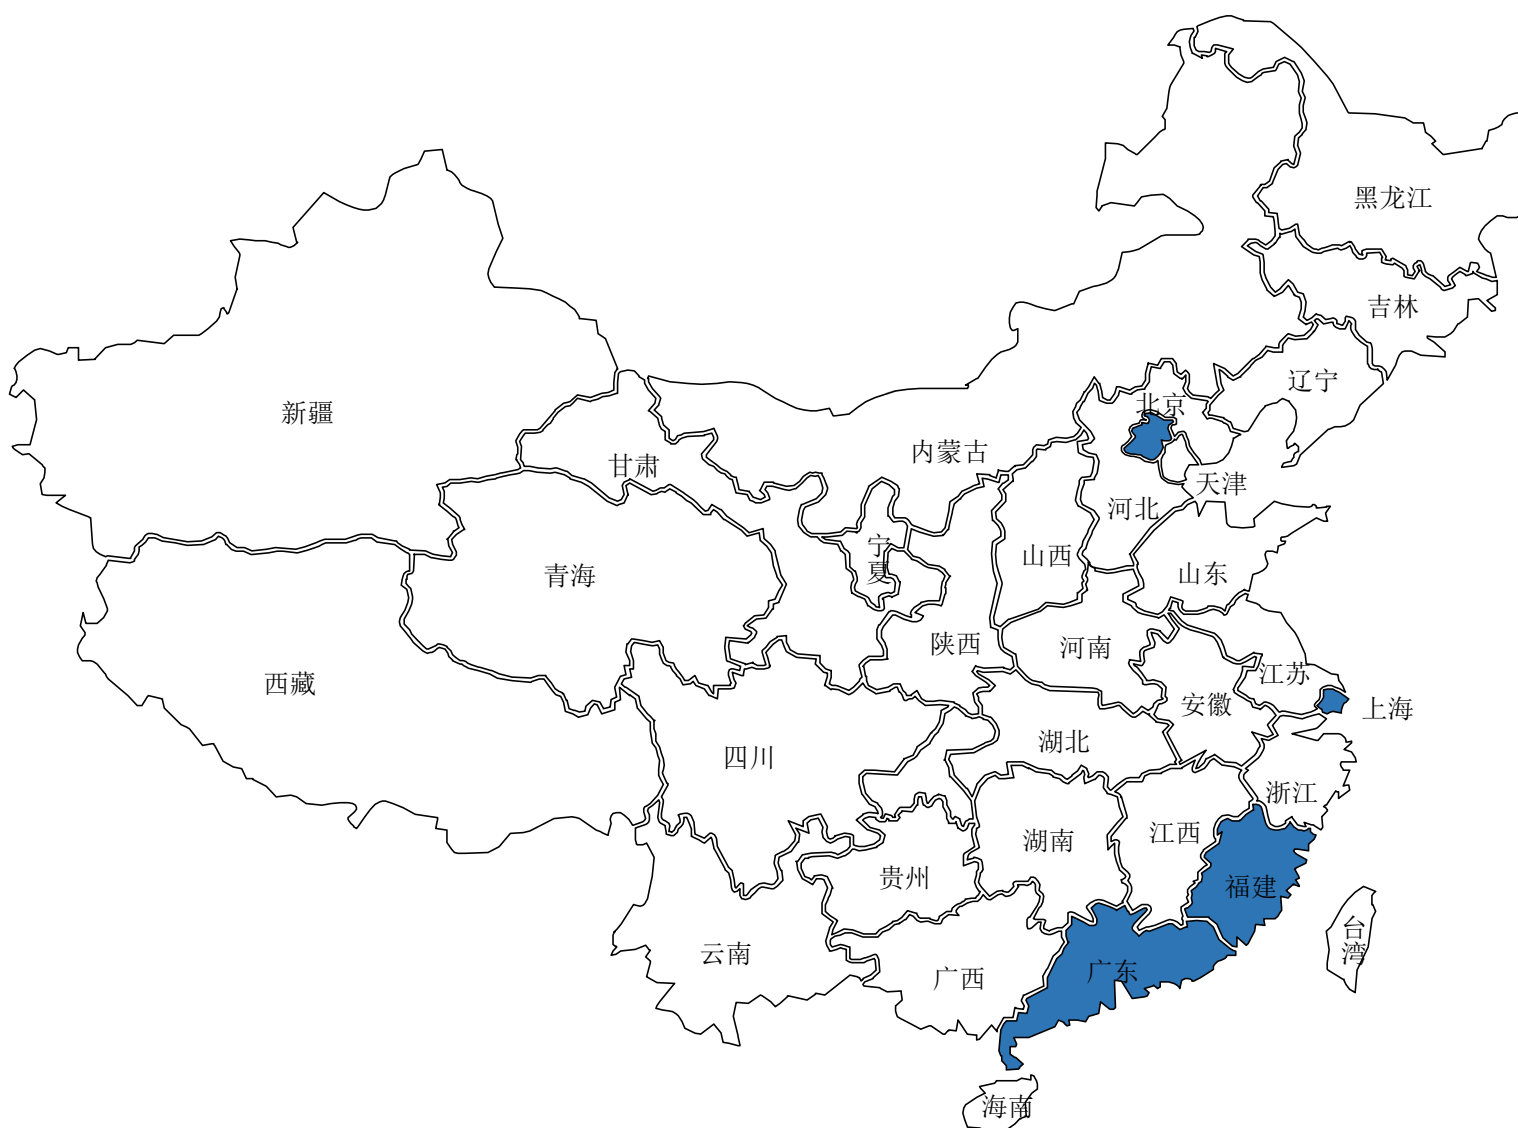 黑龙江
吉林
辽宁
北京
新疆
内蒙古
甘肃
天津
河北
宁
夏
山西
山东
青海
陕西
河南
江苏
西藏
安徽
上海
湖北
四川
浙江
江西
湖南
贵州
福建
台
湾
云南
广东
广西
海南